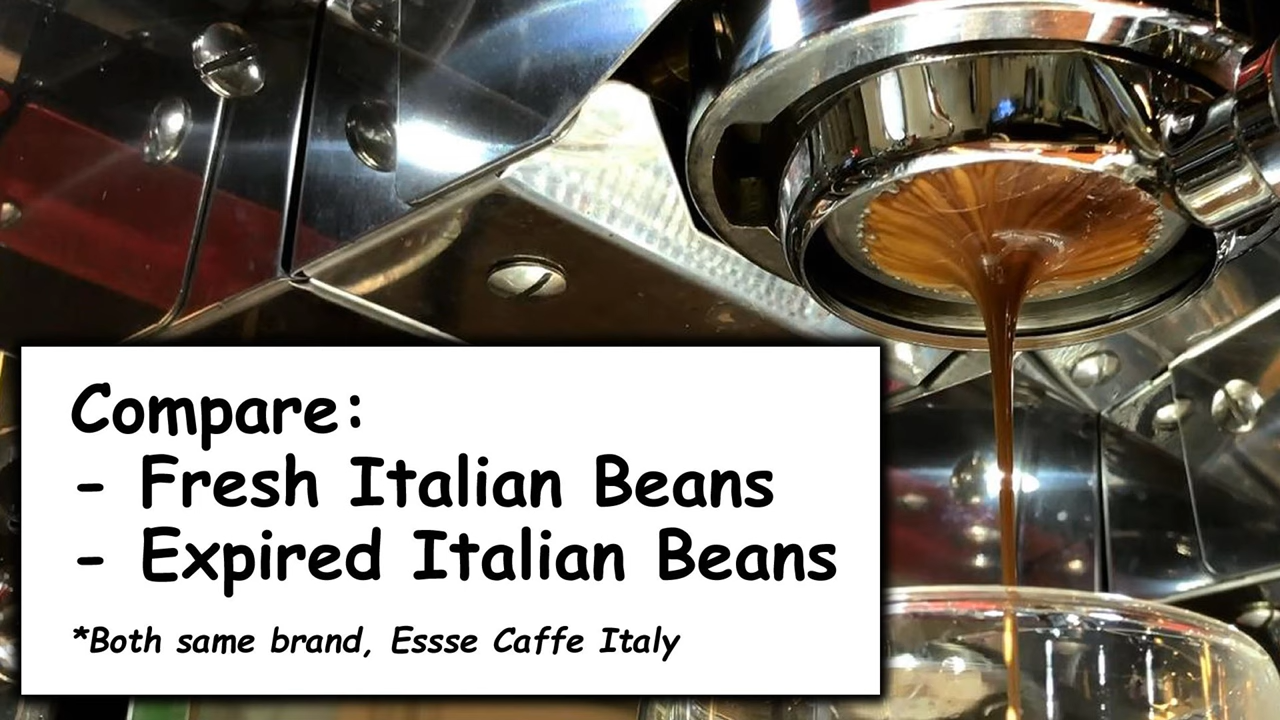 Compare:
- Fresh Italian Beans
- Expired Italian Beans
*Both same brand, Essse Caffe Italy